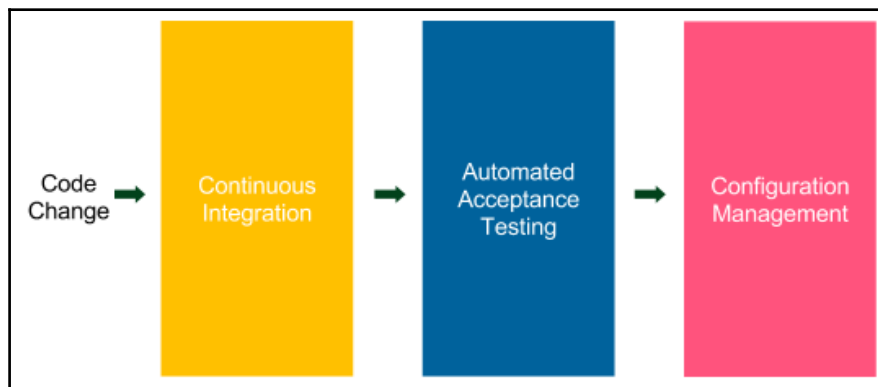 Code
Change
Continuous
Integration
Automated
Acceptance
Testing
Configuration
Management